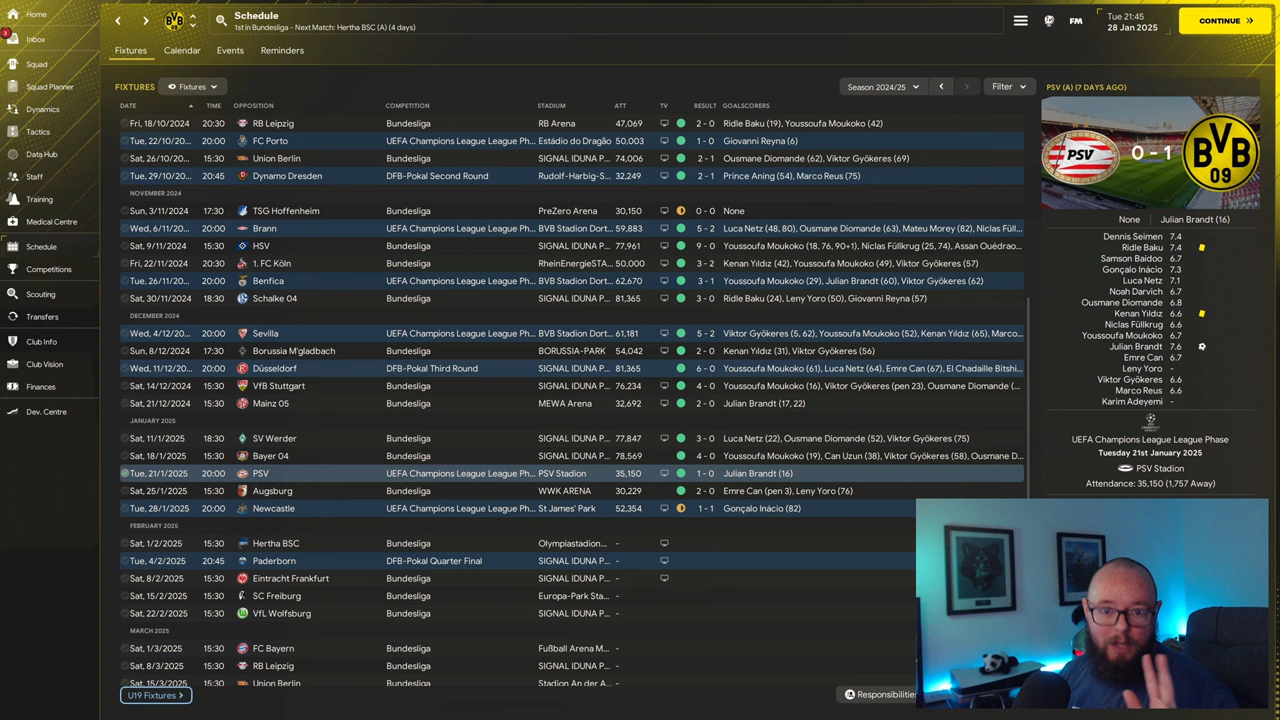 Home
Inbox
3
Squad
Squad Planner
Dynamics
Tactics
Data Hub
Staff
Training
Medical Centre
Schedule
Competitions
Scouting
Transfers
Club Info
Club Vision
Finances
Dev. Centre
BVB 09
Schedule
1st in Bundesliga - Next Match: Hertha BSC (A) (4 days)
FM
Tue 21:45
28 Jan 2025
CONTINUE
Fixtures Calendar Events Reminders
FIXTURES Fixtures Season 2024/25 Filter
DATE TIME OPPOSITION COMPETITION STADIUM ATT TV RESULT GOALSCORERS
Fri, 18/10/2024 20:30 RB Leipzig Bundesliga RB Arena 47,069 2 - 0 Ridle Baku (19), Youssoufa Moukoko (42)
Tue, 22/10/20... 20:00 FC Porto UEFA Champions League League Ph... Estádio do Dragão 50,003 1 - 0 Giovanni Reyna (6)
Sat, 26/10/20... 15:30 Union Berlin Bundesliga SIGNAL IDUNA P... 74,006 2 - 1 Ousmane Diomande (62), Viktor Gyökeres (69)
Tue, 29/10/20... 20:45 Dynamo Dresden DFB-Pokal Second Round Rudolf-Harbig-S... 32,249 2 - 1 Prince Aning (54), Marco Reus (75)
NOVEMBER 2024
Sun, 3/11/2024 17:30 TSG Hoffenheim Bundesliga PreZero Arena 30,150 0 - 0 None
Wed, 6/11/20... 20:00 Brann UEFA Champions League League Ph... BVB Stadion Dort... 59,883 5 - 2 Luca Netz (48, 80), Ousmane Diomande (63), Mateu Morey (82), Niclas Füll...
Sat, 9/11/2024 15:30 HSV Bundesliga SIGNAL IDUNA P... 77,961 9 - 0 Youssoufa Moukoko (18, 76, 90+1), Niclas Füllkrug (25, 74), Assan Ouédrao...
Fri, 22/11/2024 20:30 1. FC Köln Bundesliga RheinEnergieSTA... 50,000 3 - 2 Kenan Yıldız (42), Youssoufa Moukoko (49), Viktor Gyökeres (57)
Tue, 26/11/20... 20:00 Benfica UEFA Champions League League Ph... BVB Stadion Dort... 62,670 3 - 1 Youssoufa Moukoko (29), Julian Brandt (60), Viktor Gyökeres (62)
Sat, 30/11/2024 18:30 Schalke 04 Bundesliga SIGNAL IDUNA P... 81,365 3 - 0 Ridle Baku (24), Leny Yoro (50), Giovanni Reyna (57)
DECEMBER 2024
Wed, 4/12/20... 20:00 Sevilla UEFA Champions League League Ph... BVB Stadion Dort... 61,181 5 - 2 Viktor Gyökeres (5, 62), Youssoufa Moukoko (52), Kenan Yıldız (65), Marco...
Sun, 8/12/2024 17:30 Borussia M'gladbach Bundesliga BORUSSIA-PARK 54,042 2 - 0 Kenan Yıldız (31), Viktor Gyökeres (56)
Wed, 11/12/20... 20:00 Düsseldorf DFB-Pokal Third Round SIGNAL IDUNA P... 81,365 6 - 0 Youssoufa Moukoko (61), Luca Netz (64), Emre Can (67), El Chadaille Bitshi...
Sat, 14/12/2024 15:30 VfB Stuttgart Bundesliga SIGNAL IDUNA P... 76,234 4 - 0 Youssoufa Moukoko (16), Viktor Gyökeres (pen 23), Ousmane Diomande (...
Sat, 21/12/2024 15:30 Mainz 05 Bundesliga MEWA Arena 32,692 2 - 0 Julian Brandt (17, 22)
JANUARY 2025
Sat, 11/1/2025 18:30 SV Werder Bundesliga SIGNAL IDUNA P... 77,847 3 - 0 Luca Netz (22), Ousmane Diomande (52), Viktor Gyökeres (75)
Sat, 18/1/2025 15:30 Bayer 04 Bundesliga SIGNAL IDUNA P... 78,856 4 - 0 Youssoufa Moukoko (19), Can Uzun (38), Viktor Gyökeres (58), Ousmane D...
Tue, 21/1/2025 20:00 PSV UEFA Champions League League Ph... PSV Stadion 35,150 1 - 0 Julian Brandt (16)
Sat, 25/1/2025 15:30 Augsburg Bundesliga WWK ARENA 30,229 2 - 0 Emre Can (pen 3), Leny Yoro (76)
Tue, 28/1/2025 20:00 Newcastle UEFA Champions League League Ph... St James' Park 52,354 1 - 1 Gonçalo Inácio (82)
FEBRUARY 2025
Sat, 1/2/2025 15:30 Hertha BSC Bundesliga Olympiastadion... -
Tue, 4/2/2025 20:45 Paderborn DFB-Pokal Quarter Final SIGNAL IDUNA P... -
Sat, 8/2/2025 15:30 Eintracht Frankfurt Bundesliga SIGNAL IDUNA P... -
Sat, 15/2/2025 15:30 SC Freiburg Bundesliga Europa-Park Sta... -
Sat, 22/2/2025 15:30 VfL Wolfsburg Bundesliga SIGNAL IDUNA P... -
MARCH 2025
Sat, 1/3/2025 15:30 FC Bayern Bundesliga Fußball Arena M... -
Sat, 8/3/2025 15:30 RB Leipzig Bundesliga SIGNAL IDUNA P... -
Sat, 15/3/2025 15:30 Union Berlin Bundesliga Stadion An der A... -
U19 Fixtures
Responsibilities
PSV (A) (7 DAYS AGO)
PSV 0 - 1 BVB 09
None Julian Brandt (16)
Dennis Seimen 7.4
Ridle Baku 7.4
Samson Baidoo 6.7
Gonçalo Inácio 7.3
Luca Netz 7.1
Noah Darvich 6.7
Ousmane Diomande 6.8
Kenan Yıldız 6.6
Niclas Füllkrug 6.6
Youssoufa Moukoko 6.7
Julian Brandt 7.6
Emre Can 6.7
Leny Yoro -
Viktor Gyökeres 6.6
Marco Reus 6.6
Karim Adeyemi -
UEFA Champions League League Phase
Tuesday 21st January 2025
PSV Stadion
Attendance: 35,150 (1,757 Away)